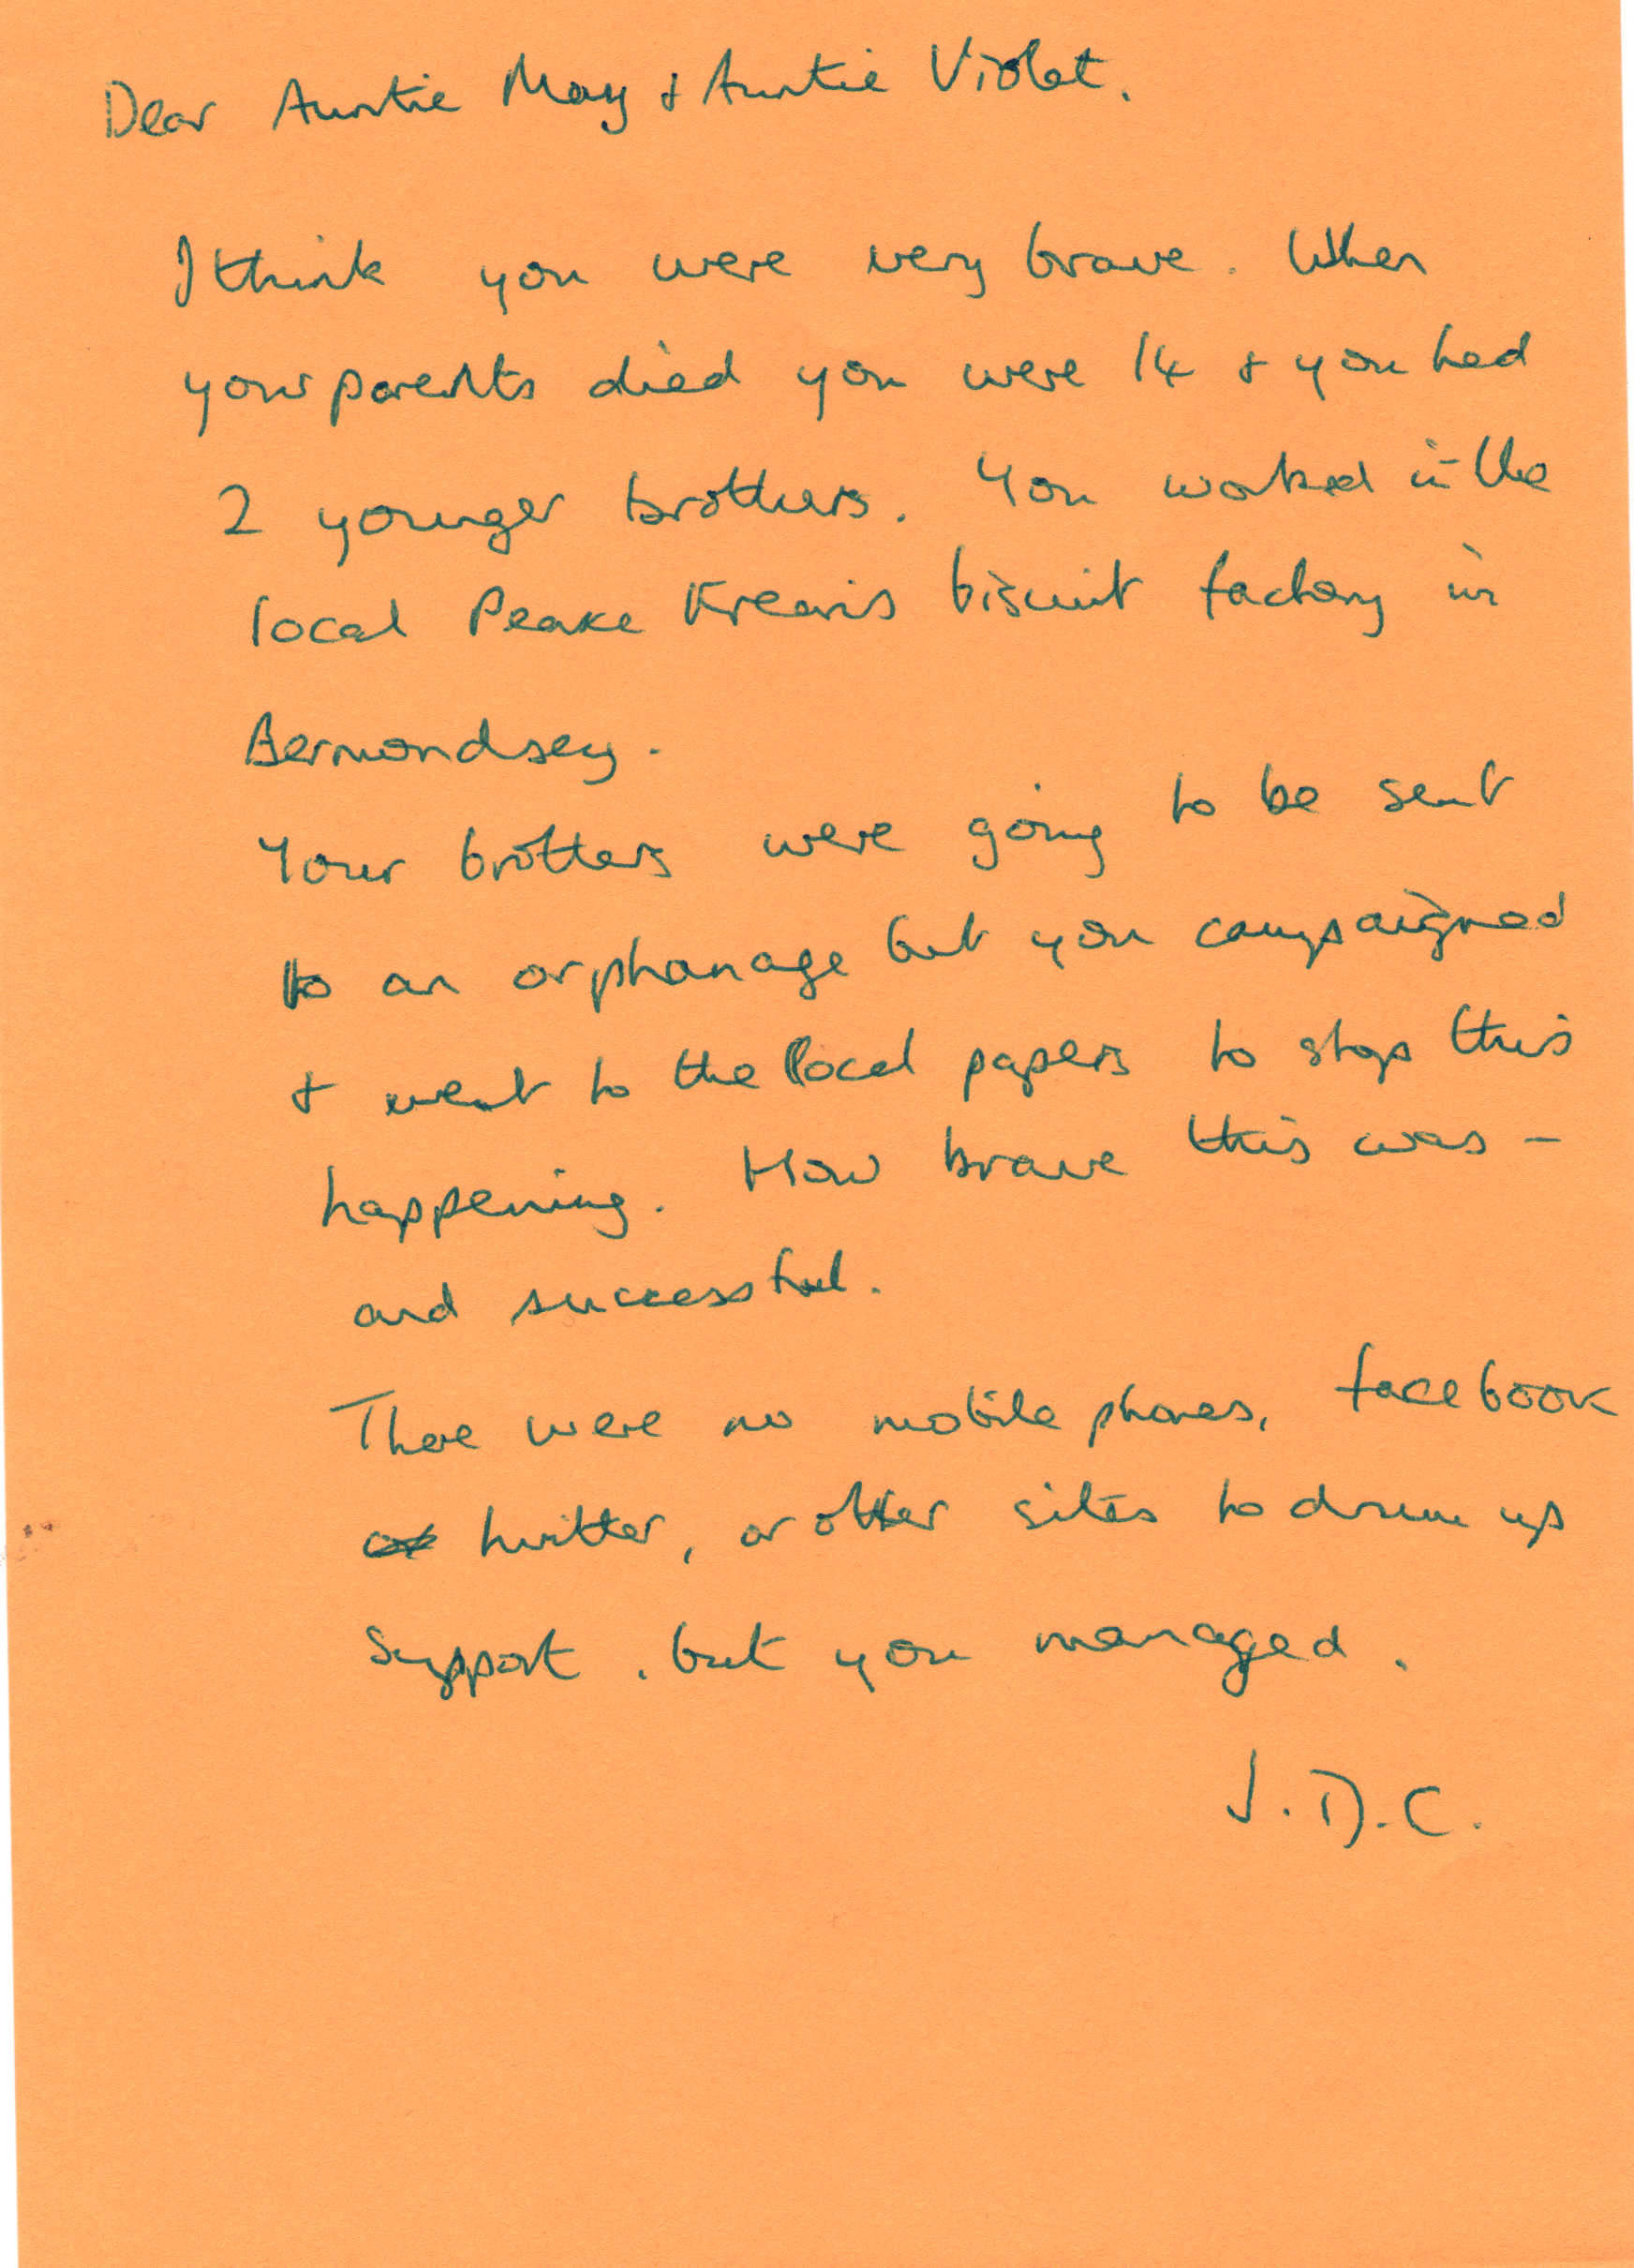 Dear Auntie May & Auntie Violet.
I think you were very brave. When
your parents died you were 14 & you had
2 younger brothers. You worked in the
local Peake Kreans biscuit factory in
Bermondsey.
Your brothers were going to be sent
to an orphanage but you campaigned
& went to the local papers to stop this
happening. How brave this was -
and successful.
There were no mobile phones, facebook
twitter, or other sites to drum up
support. but you managed.
J.D.C.